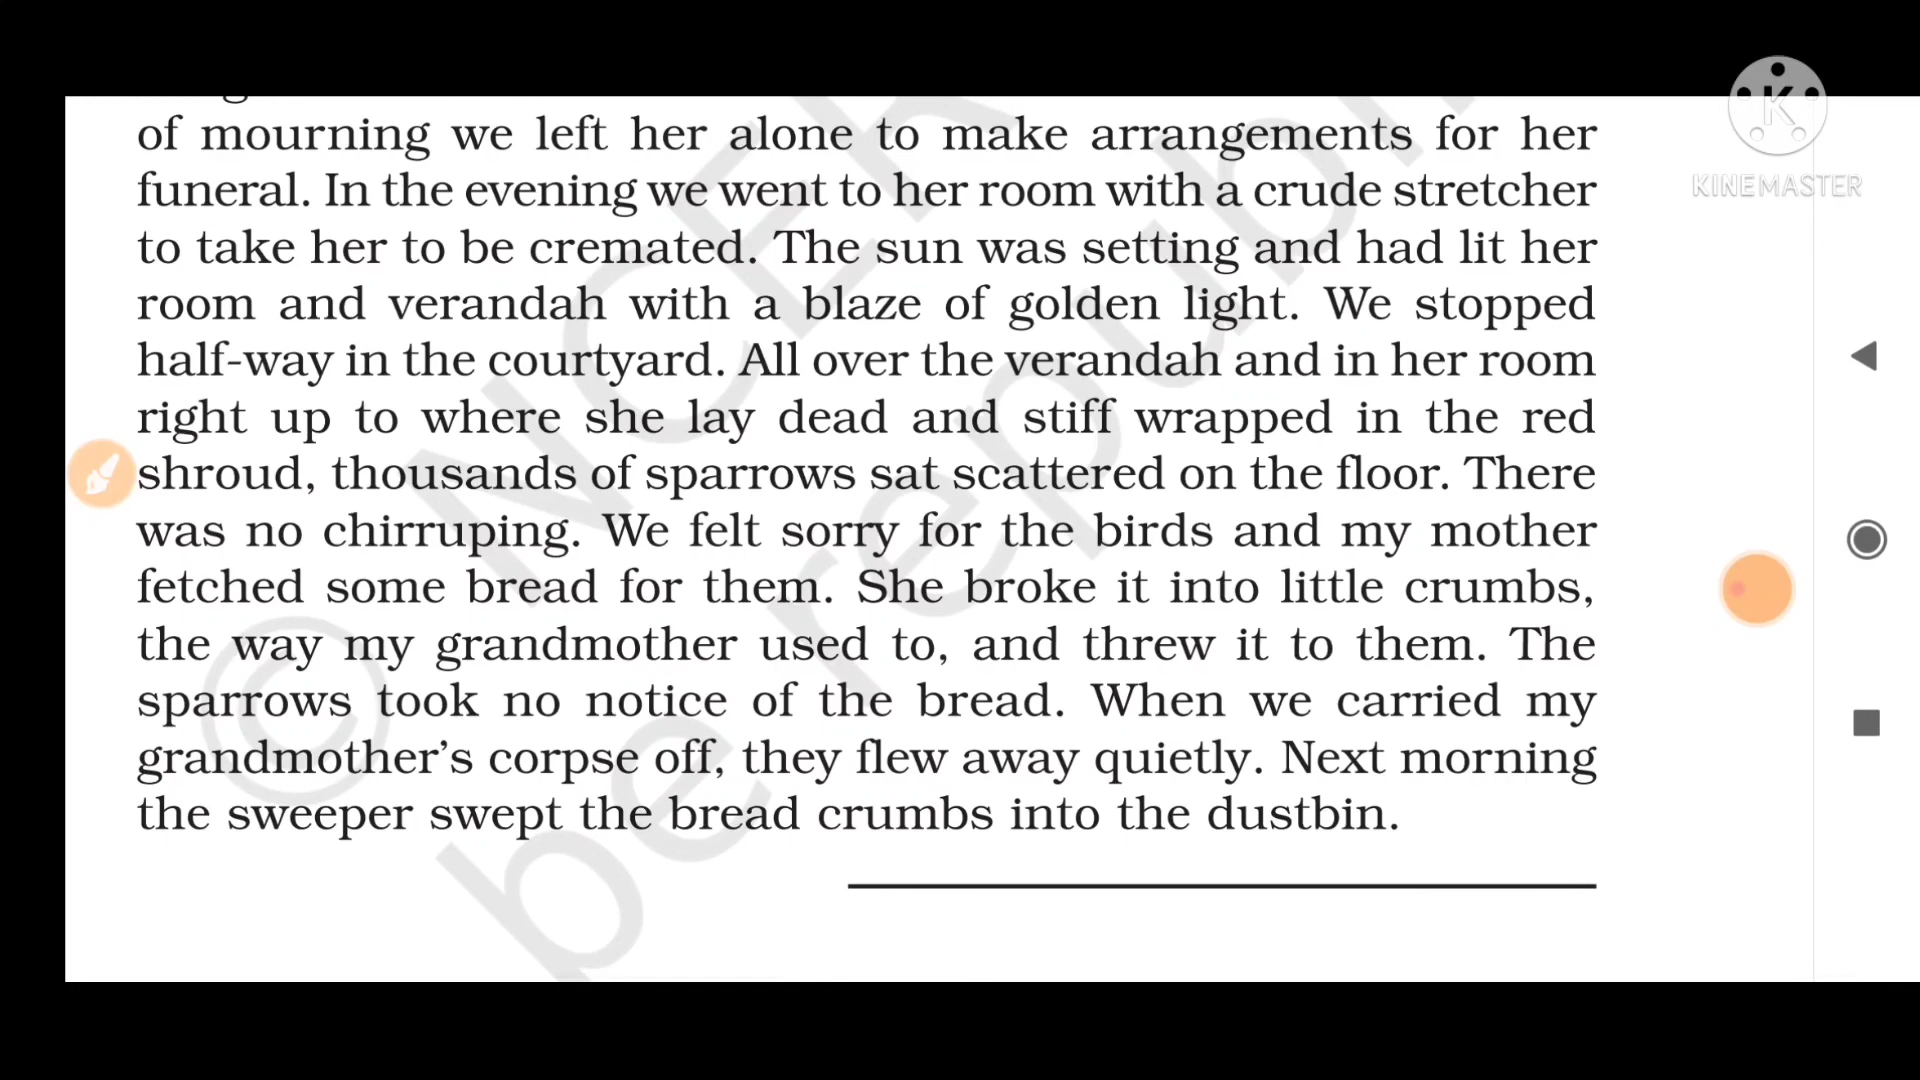 of mourning we left her alone to make arrangements for her
funeral. In the evening we went to her room with a crude stretcher
to take her to be cremated. The sun was setting and had lit her
room and verandah with a blaze of golden light. We stopped
half-way in the courtyard. All over the verandah and in her room
right up to where she lay dead and stiff wrapped in the red
shroud, thousands of sparrows sat scattered on the floor. There
was no chirruping. We felt sorry for the birds and my mother
fetched some bread for them. She broke it into little crumbs,
the way my grandmother used to, and threw it to them. The
sparrows took no notice of the bread. When we carried my
grandmother's corpse off, they flew away quietly. Next morning
the sweeper swept the bread crumbs into the dustbin.
K
KINEMASTER
© NCER
be republi